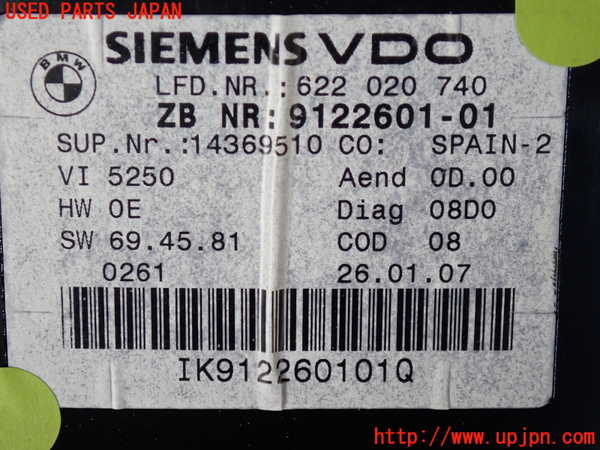 USED PARTS JAPAN
BMW
SIEMENS VDO
LFD.NR.:622 020 740
ZB NR:9122601-01
SUP.Nr.:14369510 CO: SPAIN-2
VI 5250 Aend 0D.00
HW 0E Diag 08D0
SW 69.45.81 COD 08
0261 26.01.07
IK912260101Q
http://www.upjpn.com/